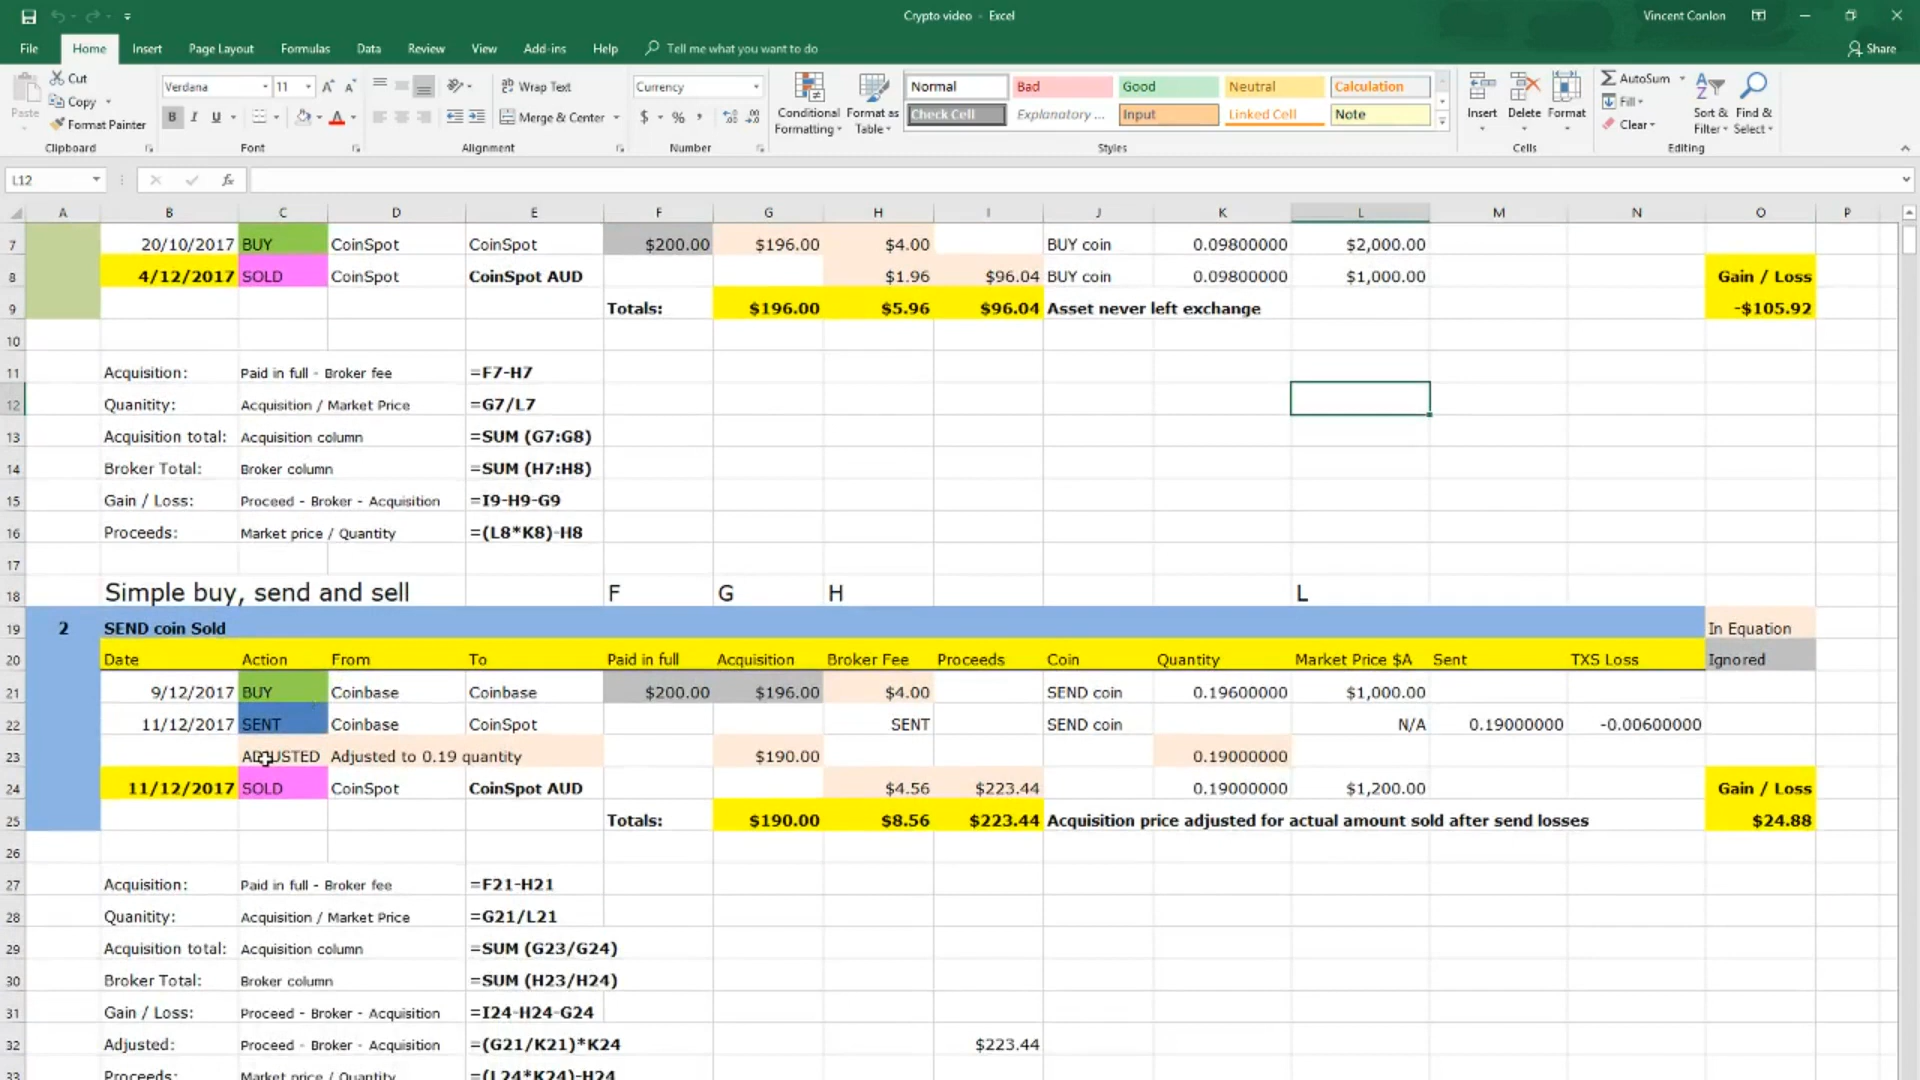 Crypto video - Excel
Vincent Conlon
File Home Insert Page Layout Formulas Data Review View Add-ins Help Tell me what you want to do Share
Paste Cut Copy Format Painter
Verdana 11
B I U
Wrap Text
Merge & Center
Currency
$ %
Conditional Formatting
Format as Table
Normal Bad Good Neutral Calculation
Check Cell Explanatory ... Input Linked Cell Note
Insert Delete Format
AutoSum
Fill
Clear
Sort & Filter
Find & Select
Clipboard Font Alignment Number Styles Cells Editing
L12 fx
A B C D E F G H I J K L M N O P
7 20/10/2017 BUY CoinSpot CoinSpot $200.00 $196.00 $4.00 BUY coin 0.09800000 $2,000.00
8 4/12/2017 SOLD CoinSpot CoinSpot AUD $1.96 $96.04 BUY coin 0.09800000 $1,000.00 Gain / Loss
9 Totals: $196.00 $5.96 $96.04 Asset never left exchange -$105.92
10
11 Acquisition: Paid in full - Broker fee =F7-H7
12 Quanitity: Acquisition / Market Price =G7/L7
13 Acquisition total: Acquisition column =SUM (G7:G8)
14 Broker Total: Broker column =SUM (H7:H8)
15 Gain / Loss: Proceed - Broker - Acquisition =I9-H9-G9
16 Proceeds: Market price / Quantity =(L8*K8)-H8
17
18 Simple buy, send and sell F G H L
19 2 SEND coin Sold In Equation
20 Date Action From To Paid in full Acquisition Broker Fee Proceeds Coin Quantity Market Price $A Sent TXS Loss Ignored
21 9/12/2017 BUY Coinbase Coinbase $200.00 $196.00 $4.00 SEND coin 0.19600000 $1,000.00
22 11/12/2017 SENT Coinbase CoinSpot SENT SEND coin N/A 0.19000000 -0.00600000
23 ADJUSTED Adjusted to 0.19 quantity $190.00 0.19000000
24 11/12/2017 SOLD CoinSpot CoinSpot AUD $4.56 $223.44 0.19000000 $1,200.00 Gain / Loss
25 Totals: $190.00 $8.56 $223.44 Acquisition price adjusted for actual amount sold after send losses $24.88
26
27 Acquisition: Paid in full - Broker fee =F21-H21
28 Quanitity: Acquisition / Market Price =G21/L21
29 Acquisition total: Acquisition column =SUM (G23/G24)
30 Broker Total: Broker column =SUM (H23/H24)
31 Gain / Loss: Proceed - Broker - Acquisition =I24-H24-G24
32 Adjusted: Proceed - Broker - Acquisition =(G21/K21)*K24 $223.44
33 Proceeds: Market price / Quantity =(L24*K24)-H24